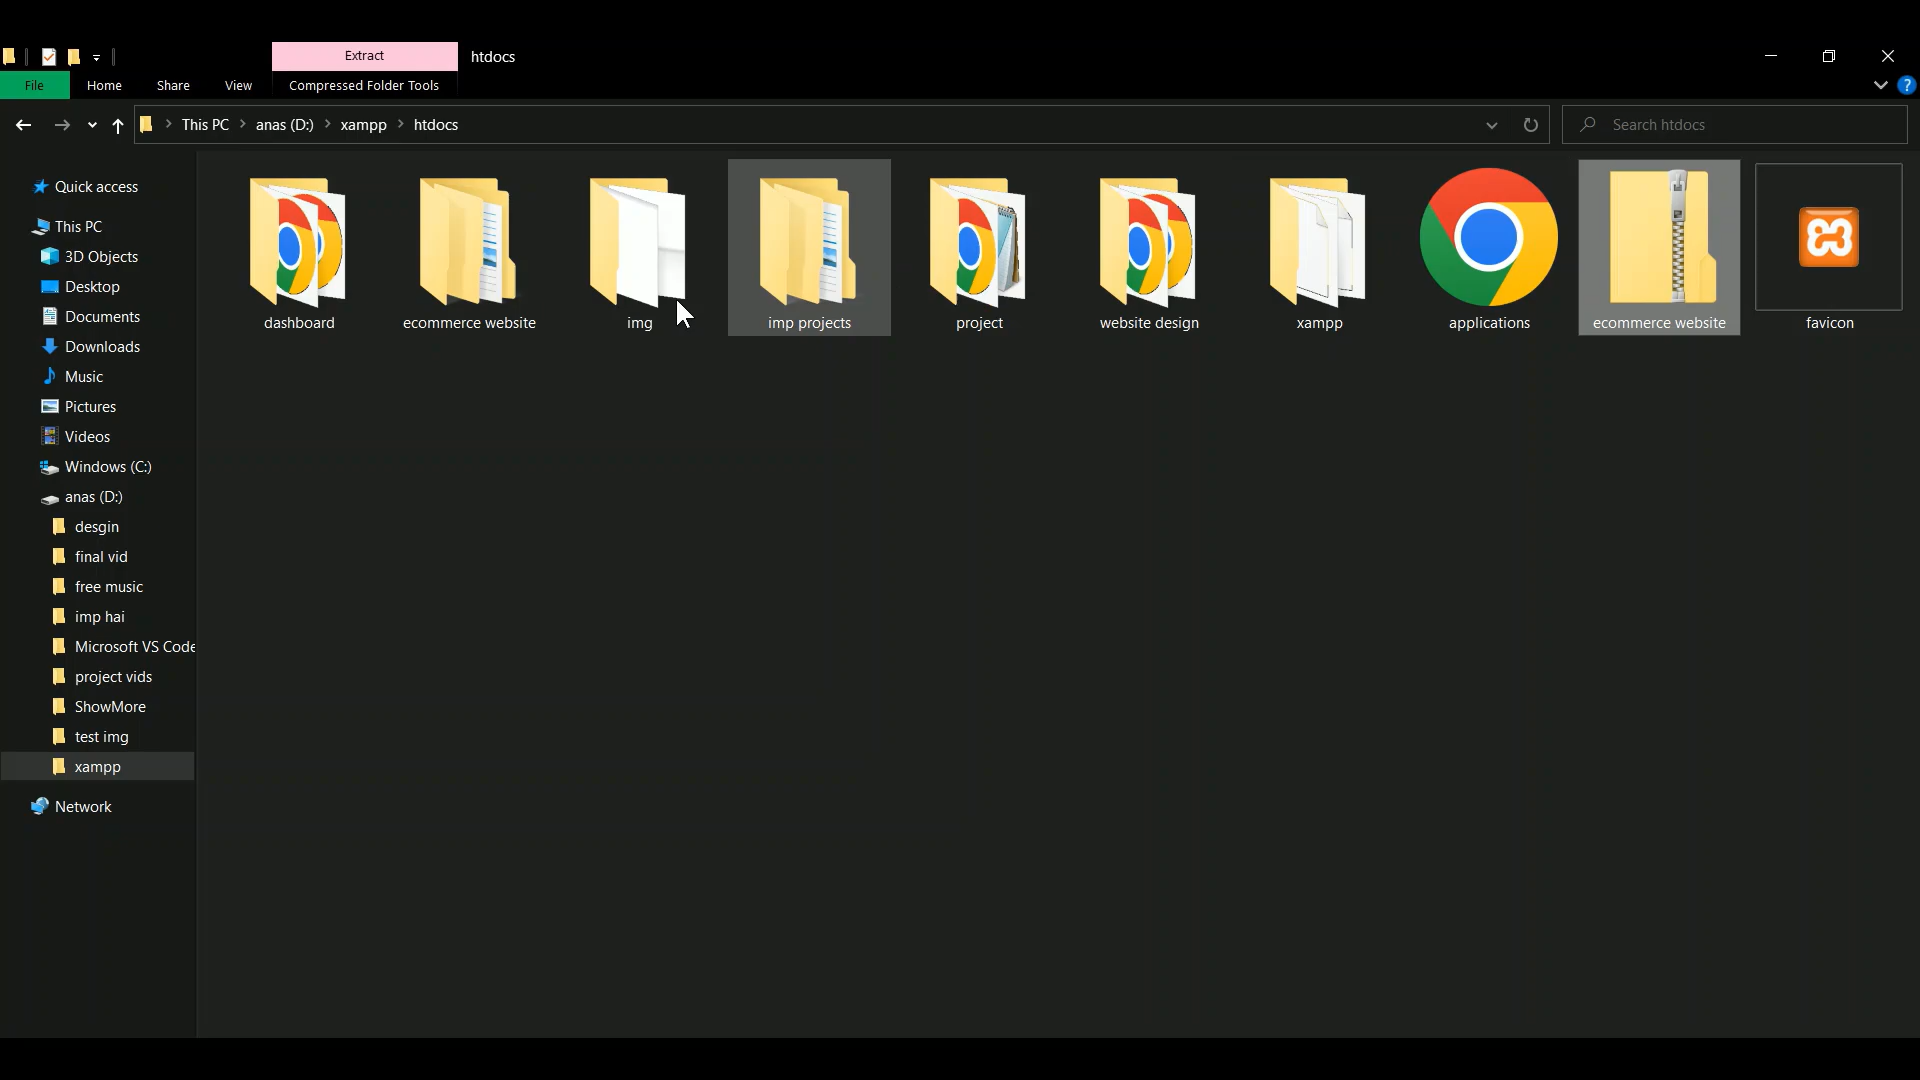 Extract
htdocs
File
Home
Share
View
Compressed Folder Tools
?
This PC
anas (D:)
xampp
htdocs
Search htdocs
Quick access
This PC
3D Objects
Desktop
Documents
Downloads
Music
Pictures
Videos
Windows (C:)
anas (D:)
desgin
final vid
free music
imp hai
Microsoft VS Code
project vids
ShowMore
test img
xampp
Network
dashboard
ecommerce website
img
imp projects
project
website design
xampp
applications
ecommerce website
favicon